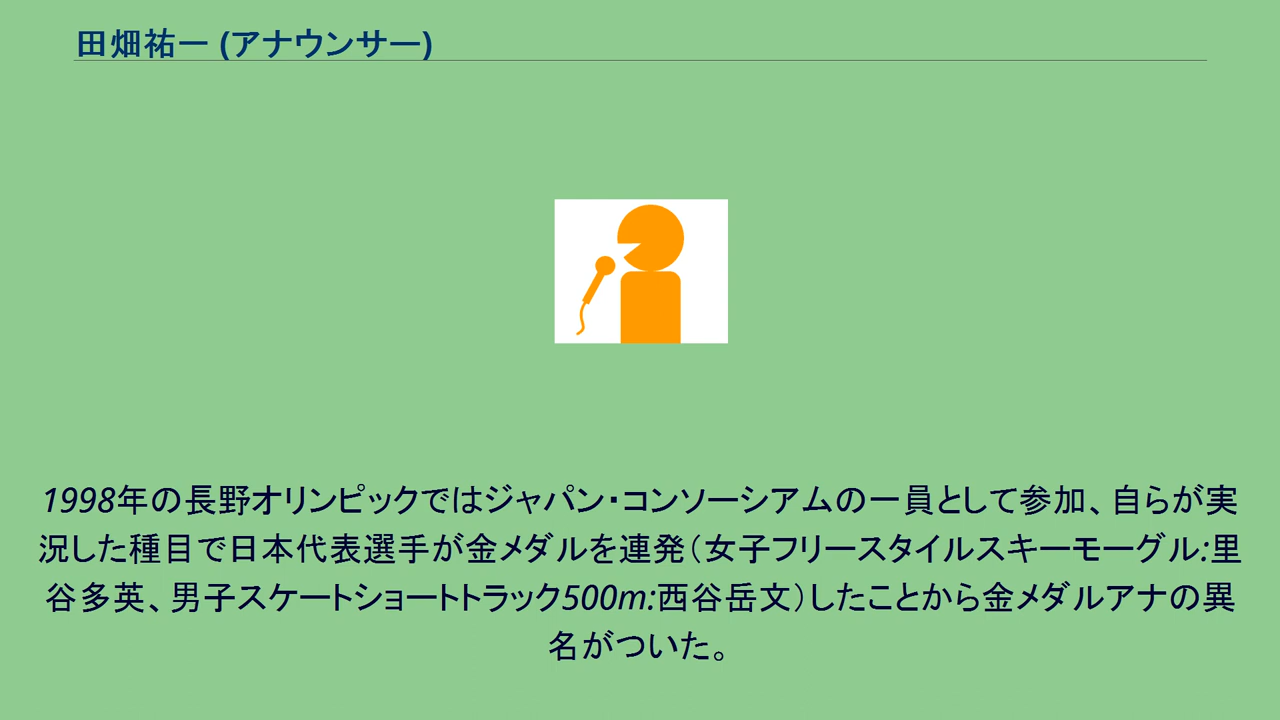 田畑祐一 (アナウンサー)
1998年の長野オリンピックではジャパン・コンソーシアムの一員として参加、自らが実
況した種目で日本代表選手が金メダルを連発（女子フリースタイルスキーモーグル:里
谷多英、男子スケートショートトラック500m:西谷岳文）したことから金メダルアナの異
名がついた。